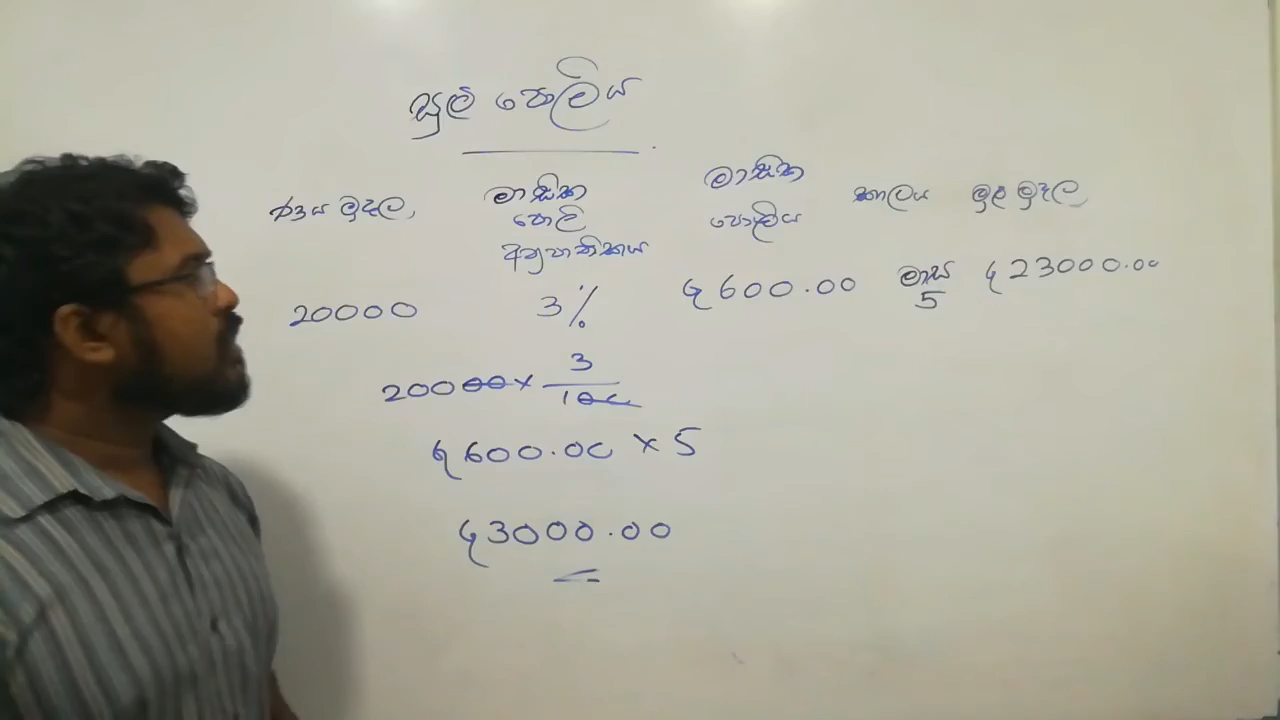 සුළු පොලිය
ණය මුදල
මාසික පොලි අනුපාතිකය
මාසික පොලිය
කාලය
මුළු මුදල
20000
3%
රු 600.00
මාස 5
රු 23000.00
20000 × 3/100
රු 600.00 × 5
රු 3000.00